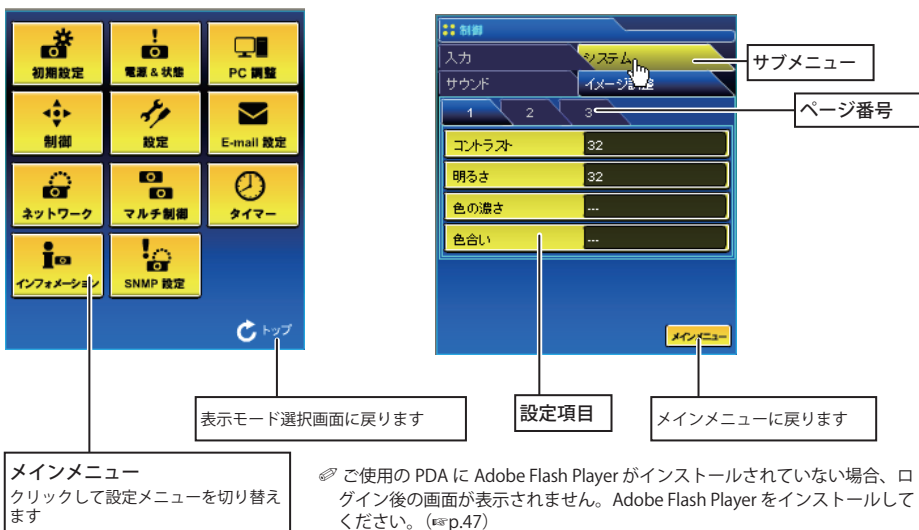 初期設定
電源 & 状態
PC 調整
制御
設定
E-mail 設定
ネットワーク
マルチ制御
タイマー
インフォメーション
SNMP 設定
トップ
表示モード選択画面に戻ります
メインメニュー
クリックして設定メニューを切り替え
ます
制御
入力
システム
サウンド
イメージ調整
1 2 3
コントラスト 32
明るさ 32
色の濃さ ---
色合い ---
メインメニュー
サブメニュー
ページ番号
設定項目
メインメニューに戻ります
ご使用の PDA に Adobe Flash Player がインストールされていない場合、ロ
グイン後の画面が表示されません。Adobe Flash Player をインストールして
ください。(☞p.47)